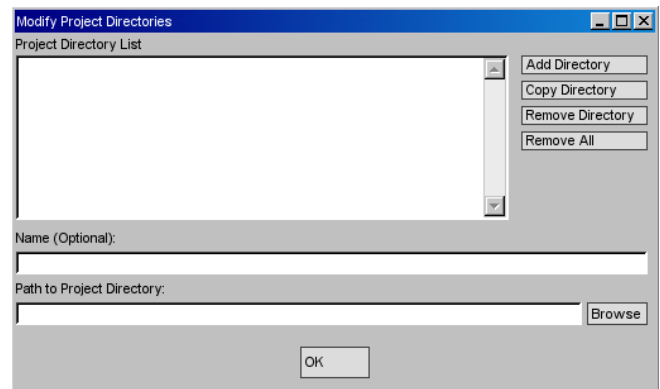 Modify Project Directories
Project Directory List
Add Directory
Copy Directory
Remove Directory
Remove All
Name (Optional):
Path to Project Directory:
Browse
OK